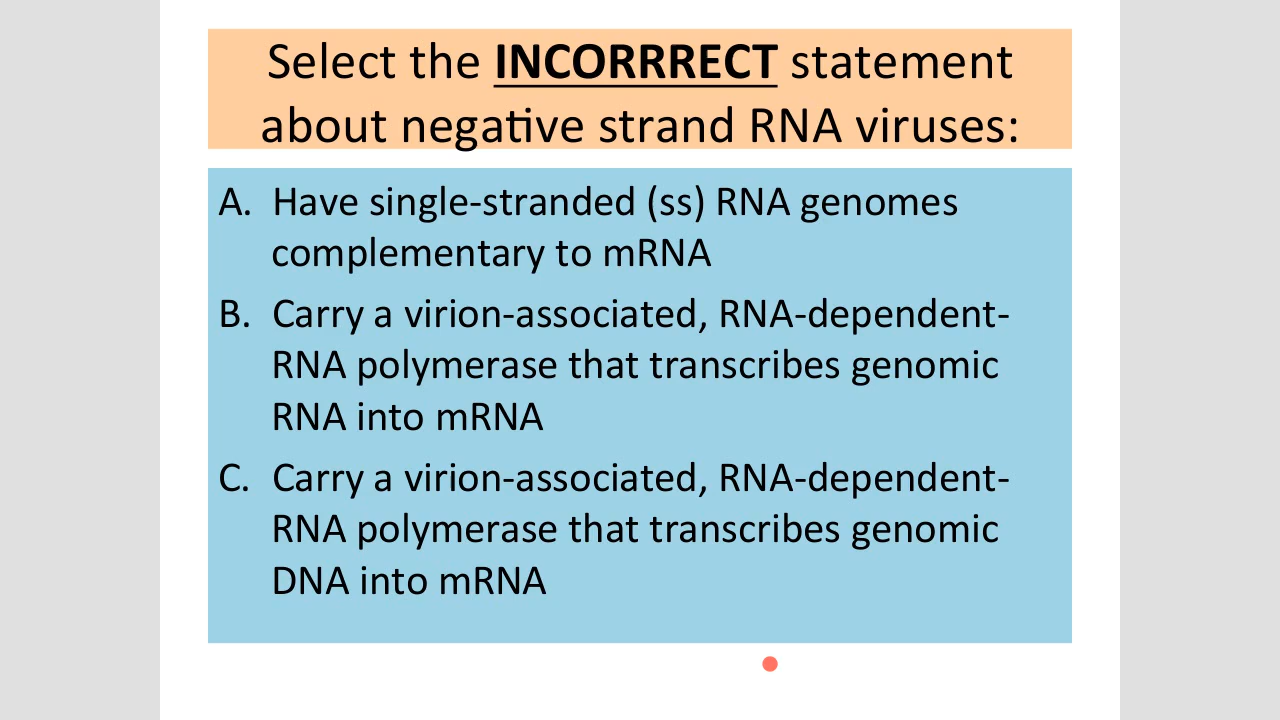 Select the INCORRRECT statement
about negative strand RNA viruses:
A. Have single-stranded (ss) RNA genomes
complementary to mRNA
B. Carry a virion-associated, RNA-dependent-
RNA polymerase that transcribes genomic
RNA into mRNA
C. Carry a virion-associated, RNA-dependent-
RNA polymerase that transcribes genomic
DNA into mRNA